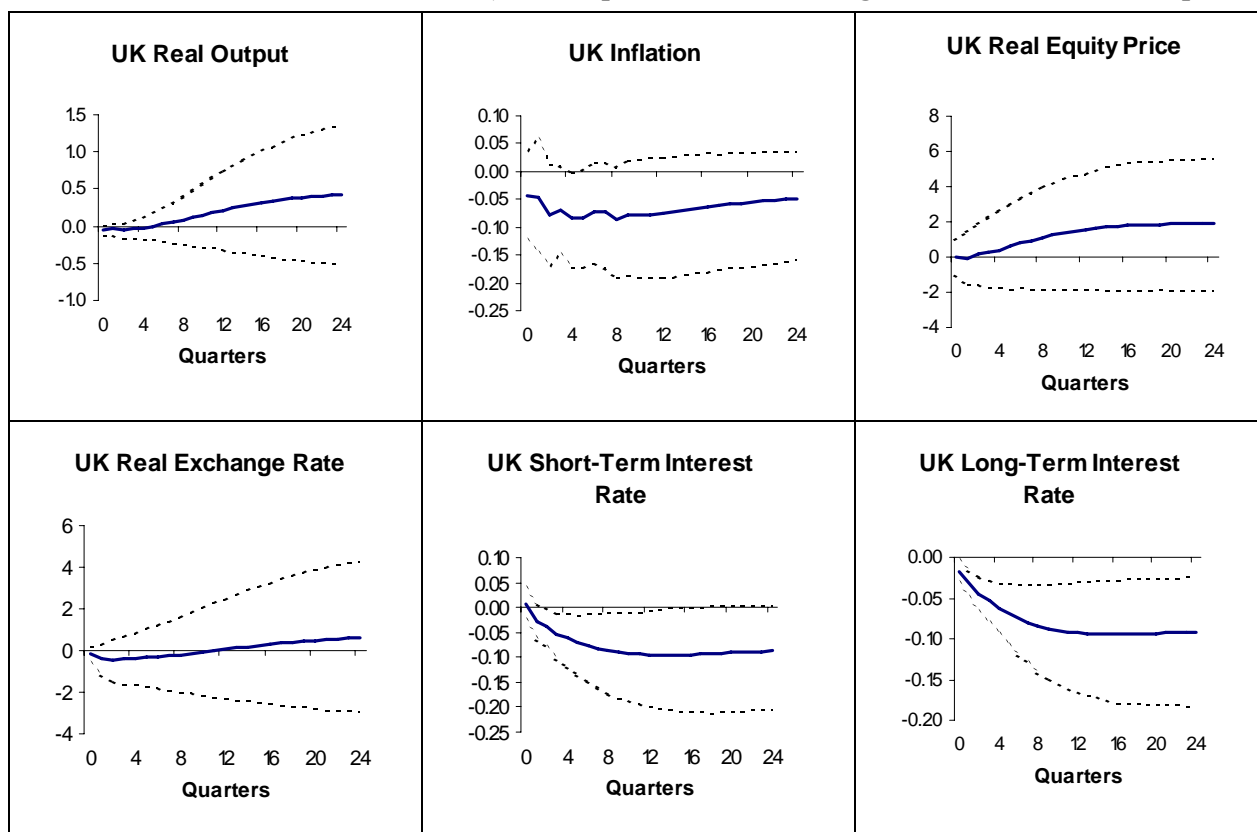 UK Real Output
1.5
1.0
0.5
0.0
-0.5
-1.0
0 4 8 12 16 20 24
Quarters
UK Inflation
0.10
0.05
0.00
-0.05
-0.10
-0.15
-0.20
-0.25
0 4 8 12 16 20 24
Quarters
UK Real Equity Price
8
6
4
2
0
-2
-4
0 4 8 12 16 20 24
Quarters
UK Real Exchange Rate
6
4
2
0
-2
-4
0 4 8 12 16 20 24
Quarters
UK Short-Term Interest
Rate
0.10
0.05
0.00
-0.05
-0.10
-0.15
-0.20
-0.25
0 4 8 12 16 20 24
Quarters
UK Long-Term Interest
Rate
0.00
-0.05
-0.10
-0.15
-0.20
0 4 8 12 16 20 24
Quarters